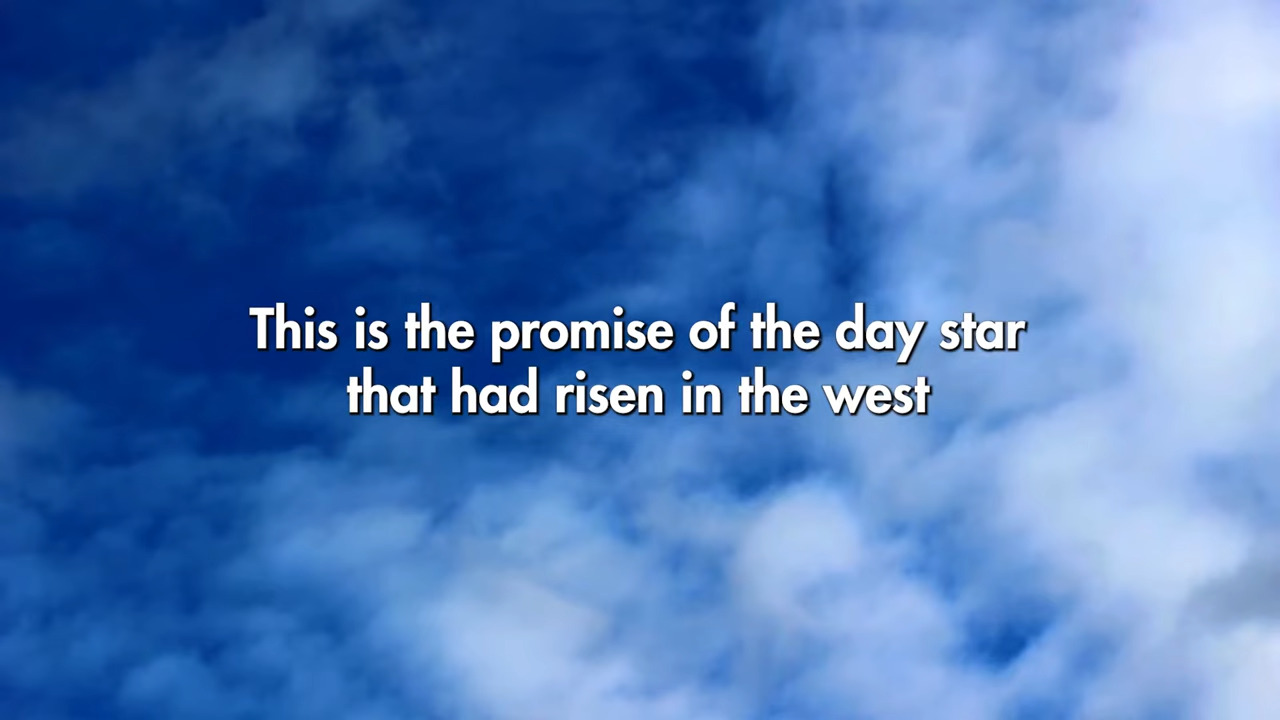 This is the promise of the day star
that had risen in the west